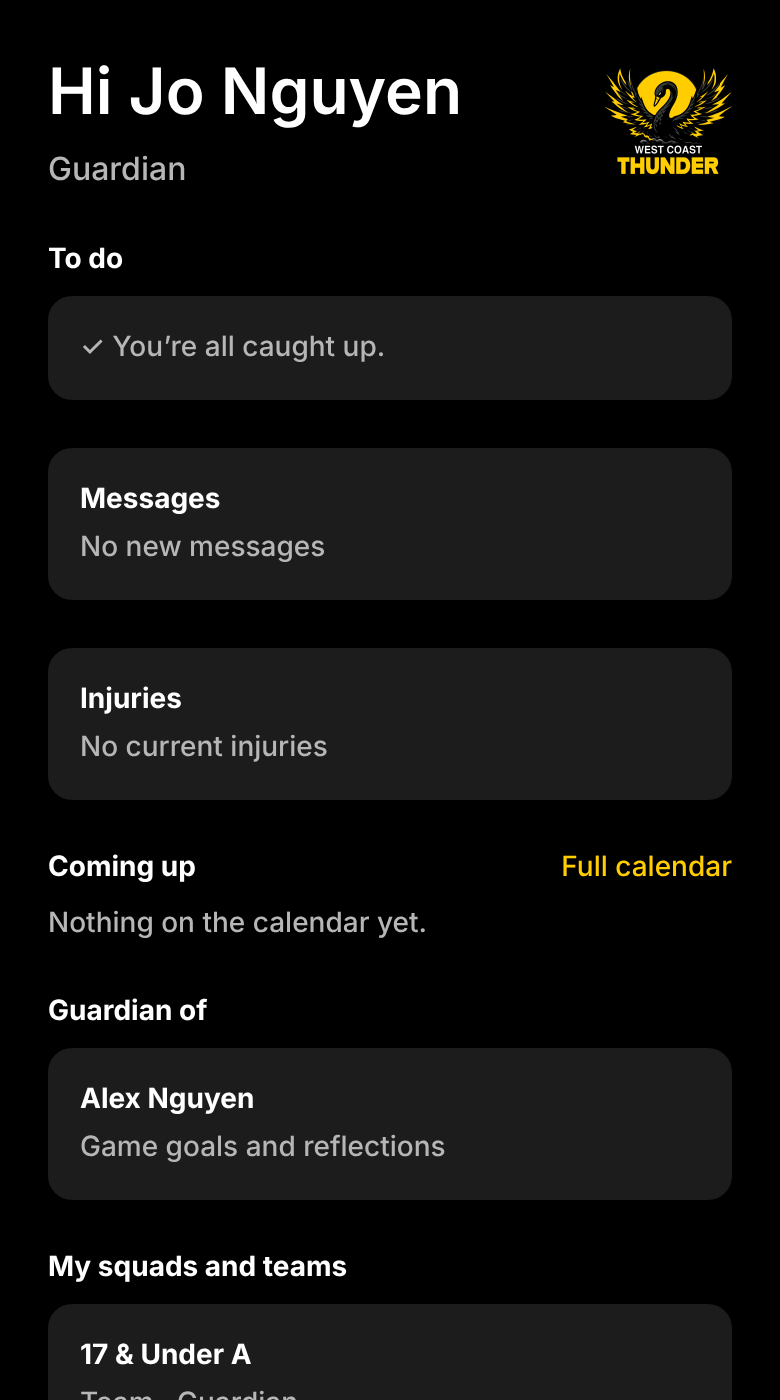 Hi Jo Nguyen
Guardian
WEST COAST
THUNDER
To do
✓ You’re all caught up.
Messages
No new messages
Injuries
No current injuries
Coming up
Full calendar
Nothing on the calendar yet.
Guardian of
Alex Nguyen
Game goals and reflections
My squads and teams
17 & Under A
Team · Guardian